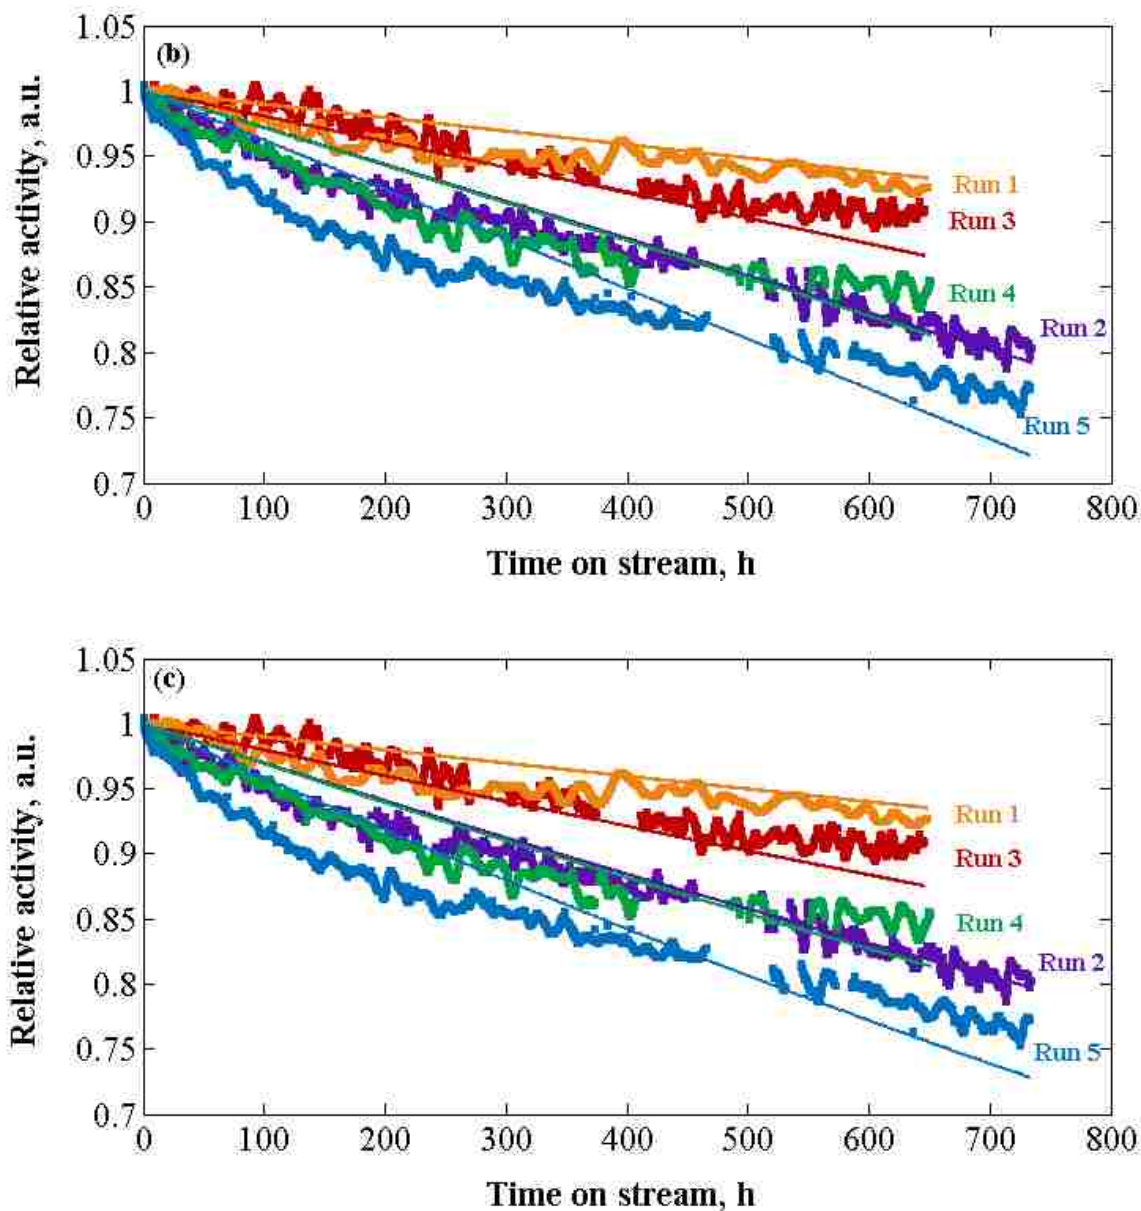 1.05
(b)
1
0.95
Run 1
0.9
Run 3
0.85
Run 4
Run 2
0.8
0.75
Run 5
0.7
0 100 200 300 400 500 600 700 800
Relative activity, a.u.
Time on stream, h
1.05
(c)
1
0.95
Run 1
0.9
Run 3
0.85
Run 4
Run 2
0.8
0.75
Run 5
0.7
0 100 200 300 400 500 600 700 800
Relative activity, a.u.
Time on stream, h